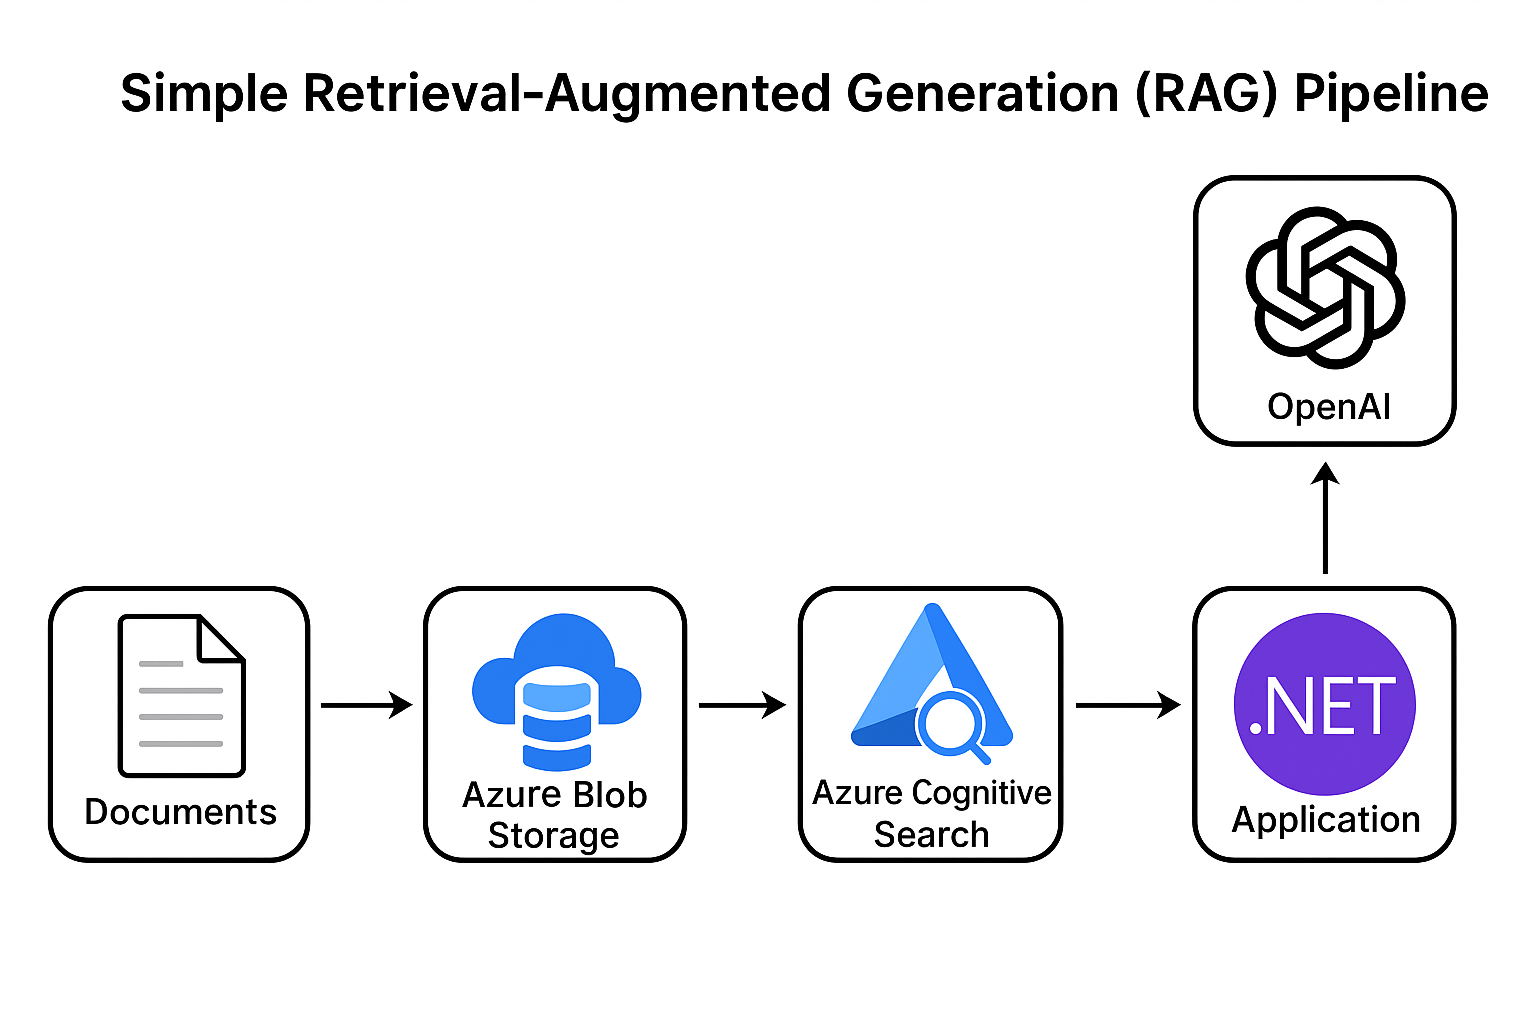 Simple Retrieval-Augmented Generation (RAG) Pipeline
OpenAI
Documents
Azure Blob
Storage
Azure Cognitive
Search
.NET
Application